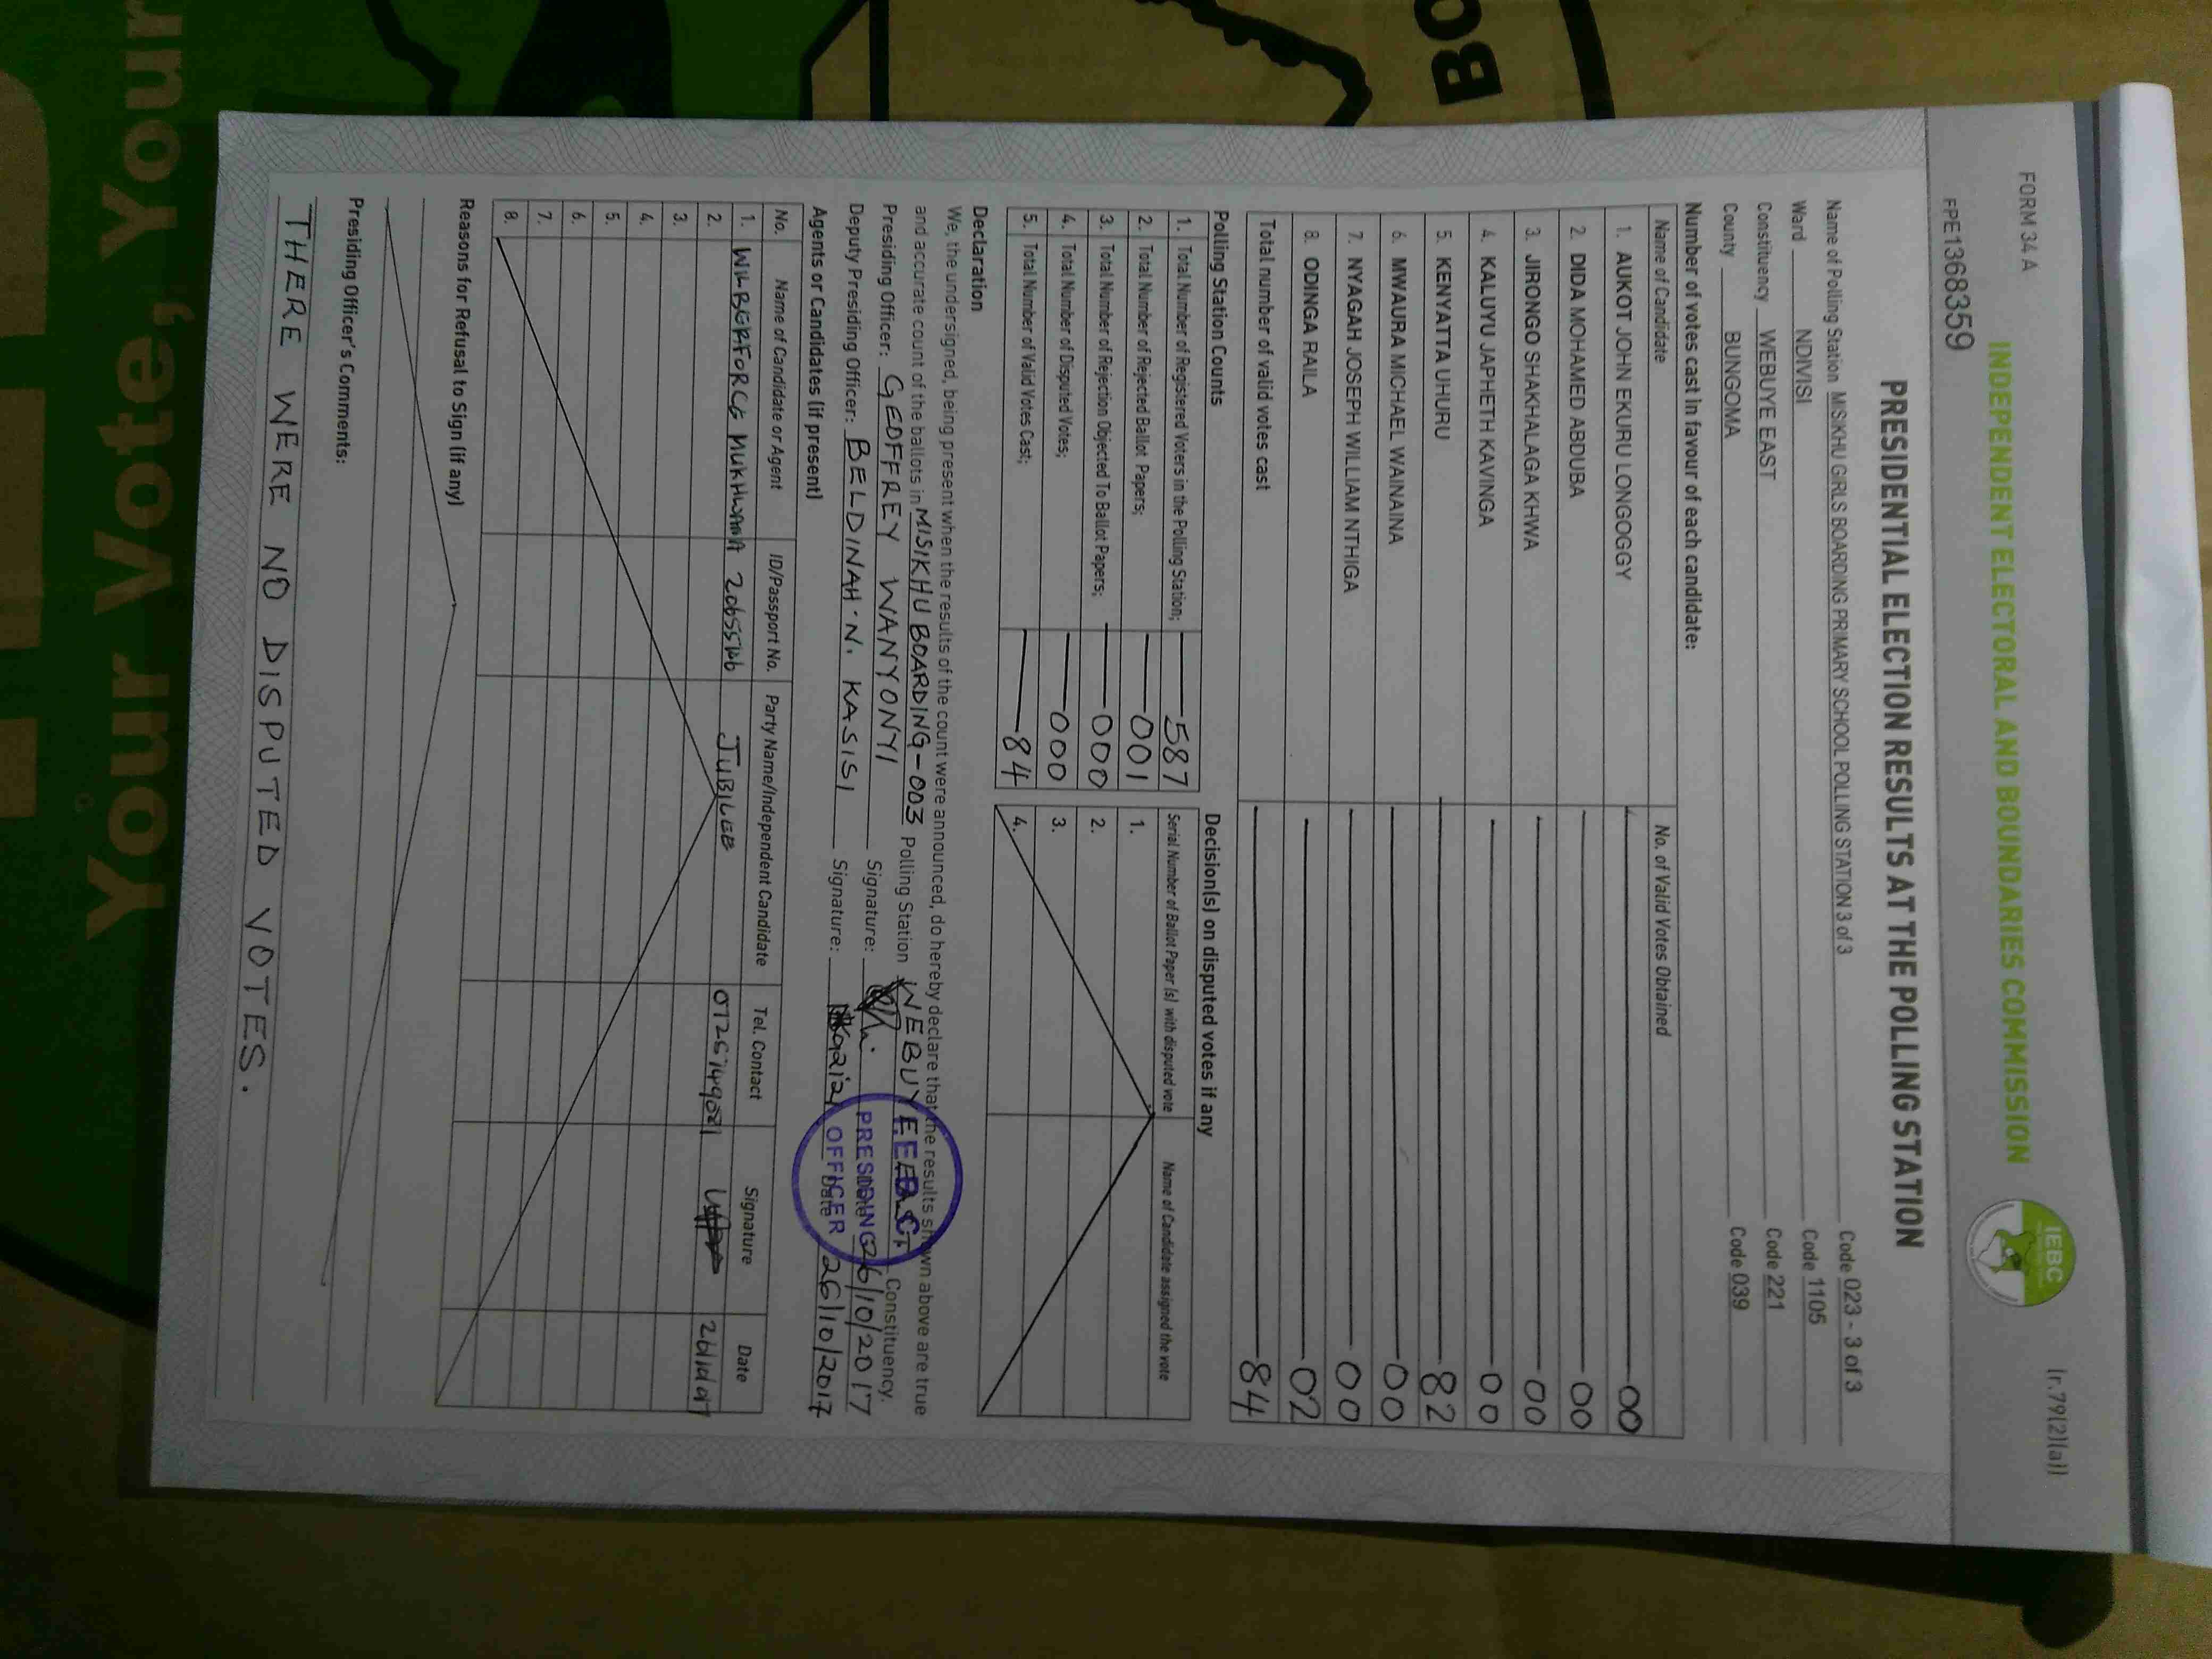 FORM 34 A
(r.79(2)(a))
INDEPENDENT ELECTORAL AND BOUNDARIES COMMISSION
IEBC
FPE1368359
PRESIDENTIAL ELECTION RESULTS AT THE POLLING STATION
Name of Polling Station MISIKHU GIRLS BOARDING PRIMARY SCHOOL POLLING STATION 3 of 3 Code 023 - 3 of 3
Ward NDIVISI Code 1105
Constituency WEBUYE EAST Code 221
County BUNGOMA Code 039
Number of votes cast in favour of each candidate:
Name of Candidate No. of Valid Votes Obtained
1. AUKOT JOHN EKURU LONGOGGY 00
2. DIDA MOHAMED ABDUBA 00
3. JIRONGO SHAKHALAGA KHWA 00
4. KALUYU JAPHETH KAVINGA 00
5. KENYATTA UHURU 82
6. MWAURA MICHAEL WAINAINA 00
7. NYAGAH JOSEPH WILLIAM NTHIGA 00
8. ODINGA RAILA 02
Total number of valid votes cast 84
Polling Station Counts
1. Total Number of Registered Voters in the Polling Station; 587
2. Total Number of Rejected Ballot Papers; 001
3. Total Number of Rejection Objected To Ballot Papers; 000
4. Total Number of Disputed Votes; 000
5. Total Number of Valid Votes Cast; 84
Decision(s) on disputed votes if any
Serial Number of Ballot Paper (s) with disputed vote Name of Candidate assigned the vote
1.
2.
3.
4.
Declaration
We, the undersigned, being present when the results of the count were announced, do hereby declare that the results shown above are true
and accurate count of the ballots in MISIKHU BOARDING - 003 Polling Station WEBUYE EAST Constituency.
Presiding Officer: GEOFFREY WANYONYI Signature: Date 26/10/2017
Deputy Presiding Officer: BELDINAH N. KASISI Signature: Date 26/10/2017
PRESIDING
OFFICER
Agents or Candidates (if present)
No. Name of Candidate or Agent ID/Passport No. Party Name/Independent Candidate Tel. Contact Signature Date
1. WILBERFORCE JUBILEE
2.
3.
4.
5.
6.
7.
8.
Reasons for Refusal to Sign (if any)
Presiding Officer's Comments:
THERE WERE NO DISPUTED VOTES.
Your Vote, Your
BO